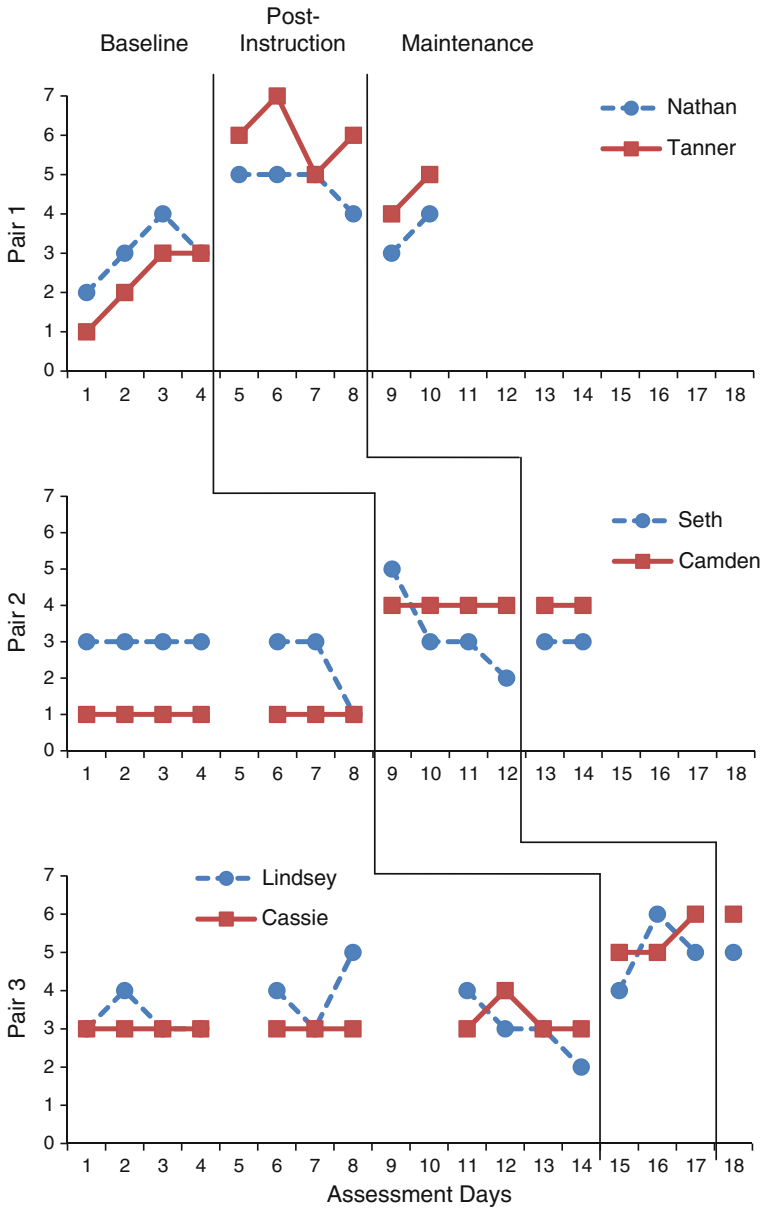 Post-
Baseline Instruction Maintenance
7
6
5
4
3
2
1
0
Pair 1
Nathan
Tanner
1 2 3 4 5 6 7 8 9 10 11 12 13 14 15 16 17 18
7
6
5
4
3
2
1
0
Pair 2
Seth
Camden
1 2 3 4 5 6 7 8 9 10 11 12 13 14 15 16 17 18
7
6
5
4
3
2
1
0
Pair 3
Lindsey
Cassie
1 2 3 4 5 6 7 8 9 10 11 12 13 14 15 16 17 18
Assessment Days